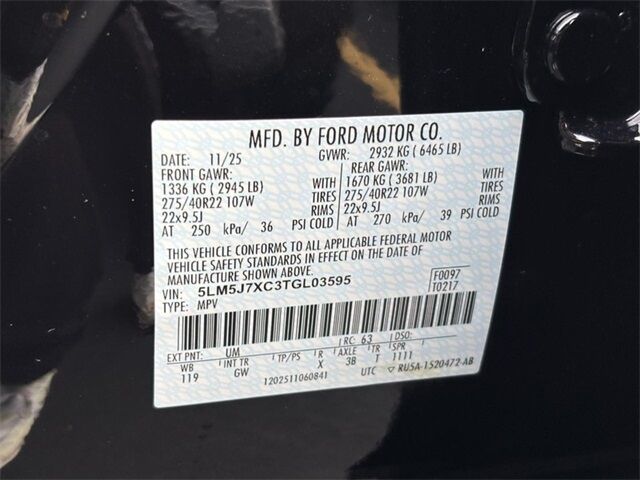 MFD. BY FORD MOTOR CO.
DATE: 11/25 GVWR: 2932 KG ( 6465 LB)
FRONT GAWR: REAR GAWR:
1336 KG ( 2945 LB) WITH 1670 KG ( 3681 LB) WITH
275/40R22 107W TIRES 275/40R22 107W TIRES
22x9.5J RIMS 22x9.5J RIMS
AT 250 kPa/ 36 PSI COLD AT 270 kPa/ 39 PSI COLD
THIS VEHICLE CONFORMS TO ALL APPLICABLE FEDERAL MOTOR
VEHICLE SAFETY AND THEFT PREVENTION STANDARDS IN EFFECT ON THE DATE OF MANUFACTURE SHOWN ABOVE.
VIN: 5LM5J7XC3TGL03595 F0097
TYPE: MPV T0217
EXT PNT: UM RC: 63 DSO:
WB INT TR TP/PS R AXLE TR SPR
119 GW X 3B T 1111
1202511060841 UTC ▽ RU5A-1520472-AB